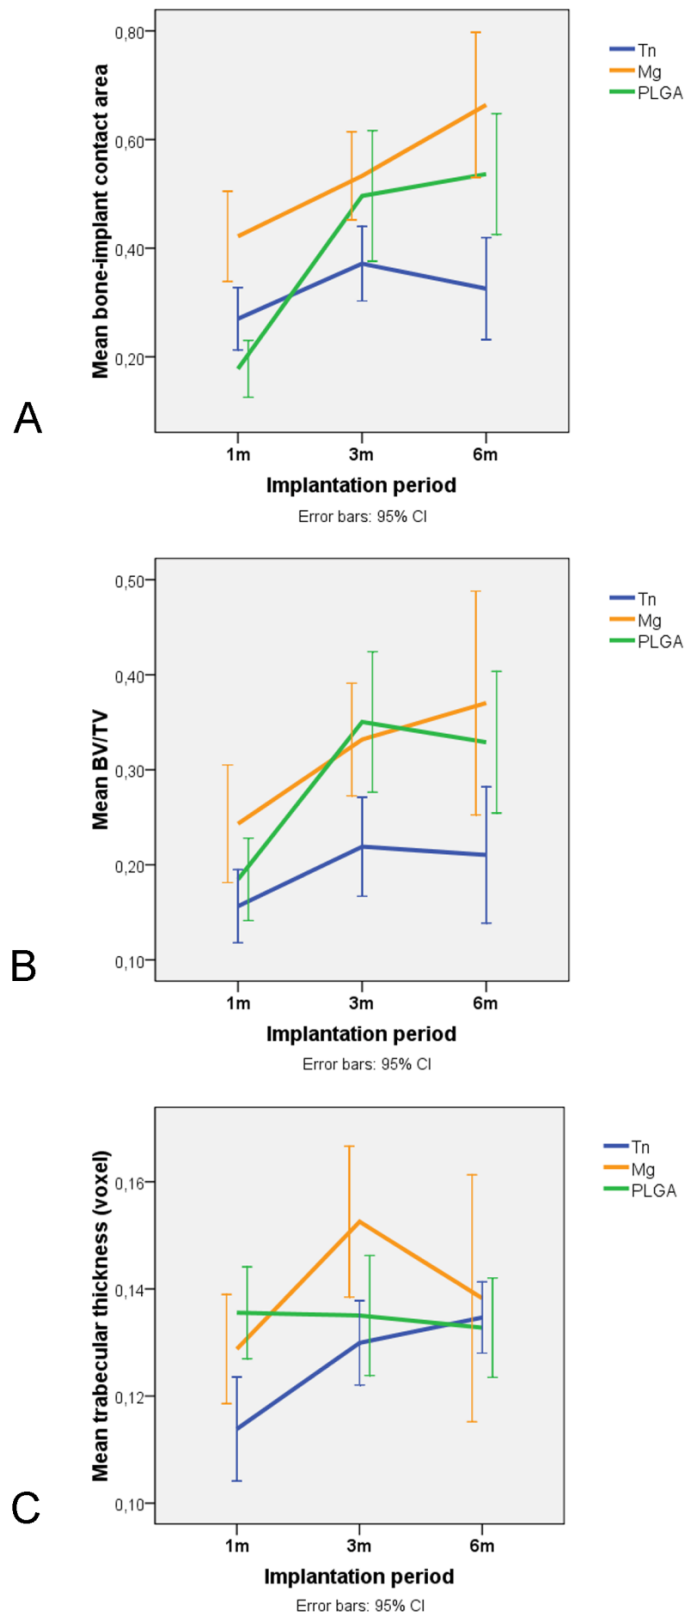 A
Mean bone-implant contact area
0,80
0,60
0,40
0,20
1m 3m 6m
Implantation period
Error bars: 95% CI
Tn
Mg
PLGA
B
Mean BV/TV
0,50
0,40
0,30
0,20
0,10
1m 3m 6m
Implantation period
Error bars: 95% CI
Tn
Mg
PLGA
C
Mean trabecular thickness (voxel)
0,16
0,14
0,12
0,10
1m 3m 6m
Implantation period
Error bars: 95% CI
Tn
Mg
PLGA